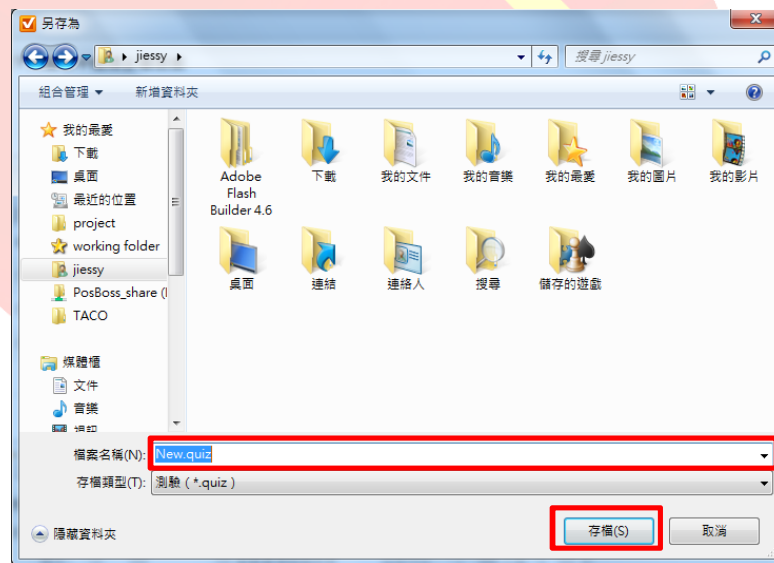 另存為
jiessy
搜尋 jiessy
組合管理
新增資料夾
我的最愛
下載
桌面
最近的位置
project
working folder
jiessy
PosBoss_share (
TACO
媒體櫃
文件
音樂
視訊
Adobe
Flash
Builder 4.6
下載
我的文件
我的音樂
我的最愛
我的圖片
我的影片
桌面
連結
連絡人
搜尋
儲存的遊戲
檔案名稱(N):
New.quiz
存檔類型(T):
測驗 ( *.quiz )
隱藏資料夾
存檔(S)
取消